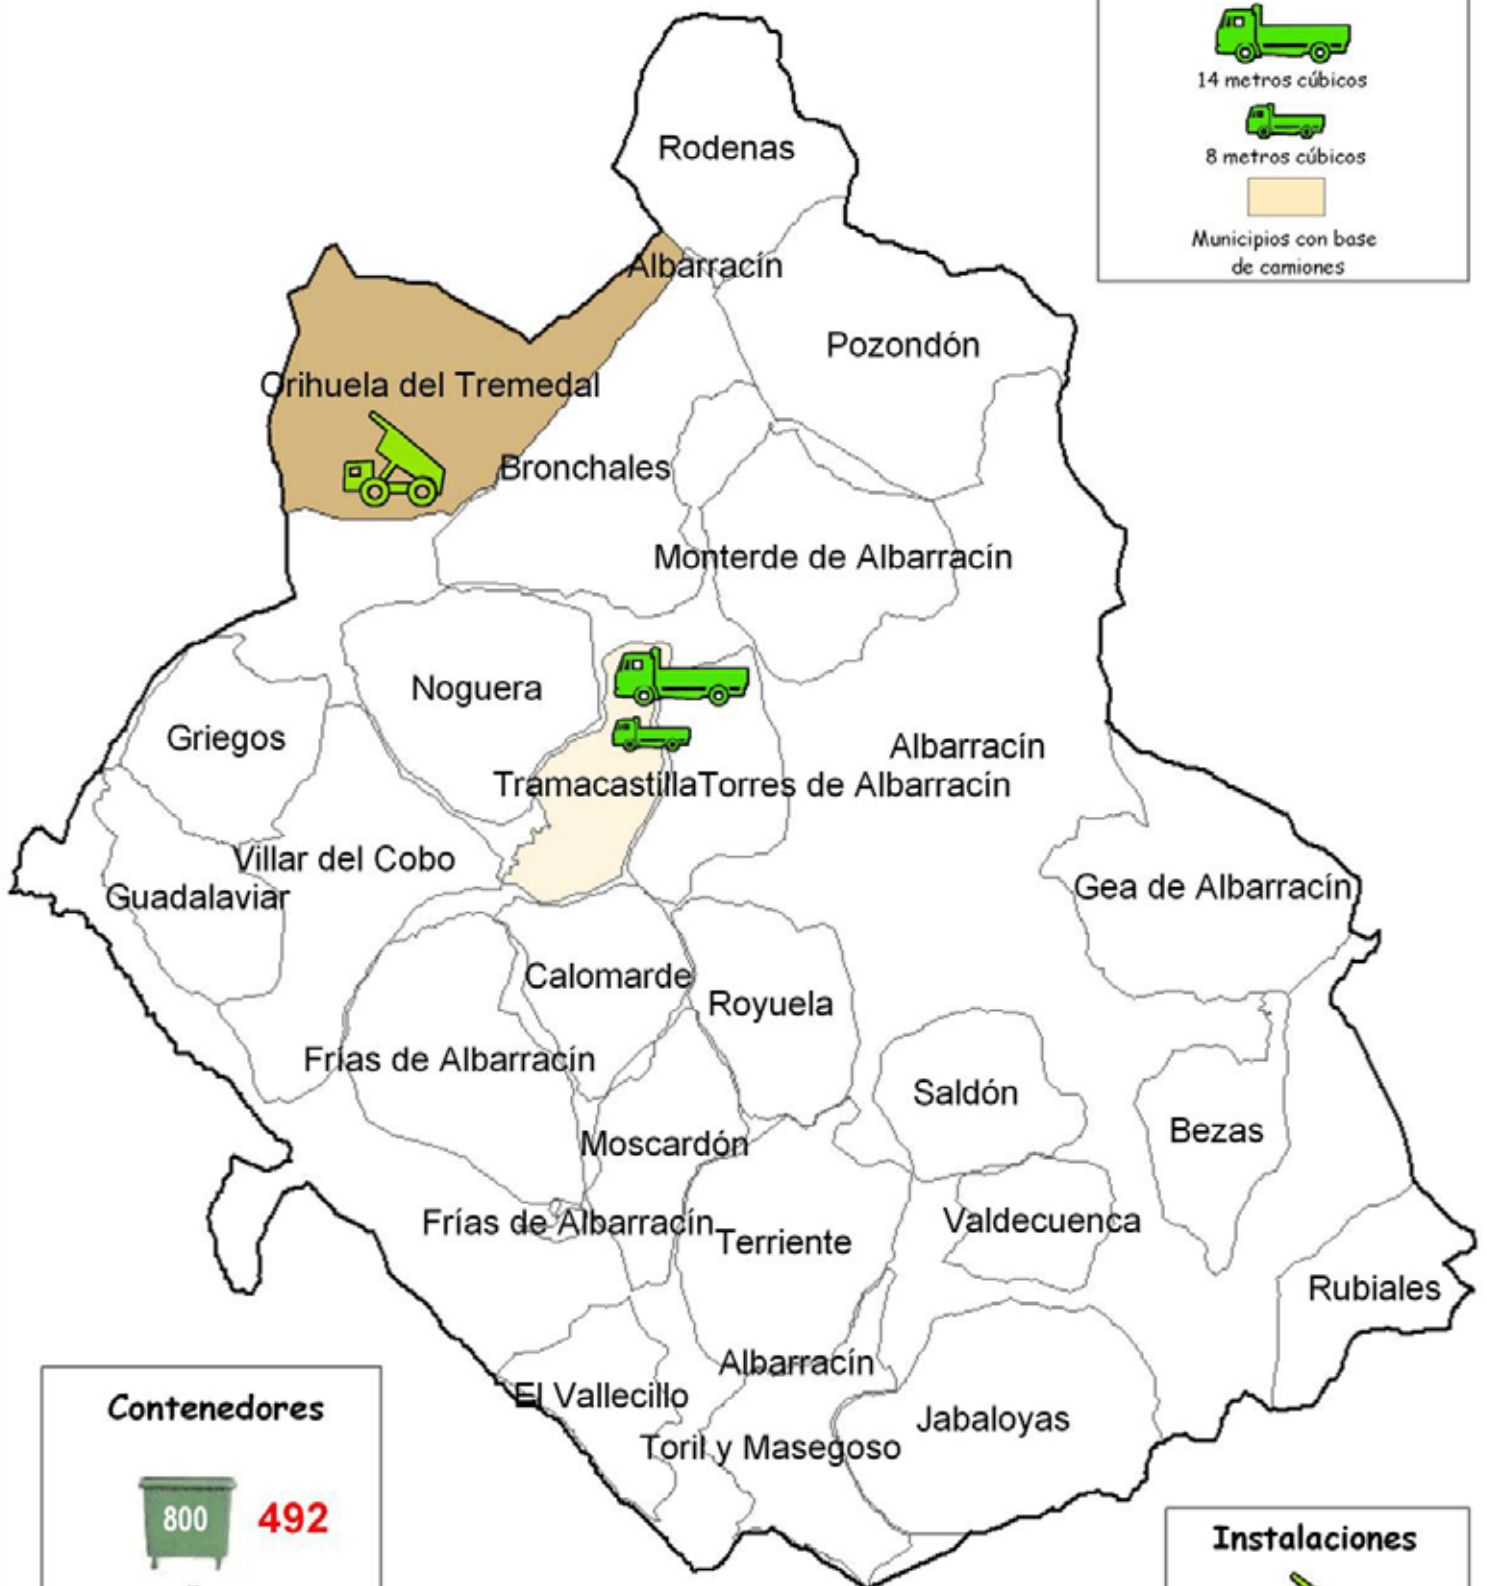 14 metros cúbicos
8 metros cúbicos
Municipios con base
de camiones
Rodenas
Albarracín
Pozondón
Orihuela del Tremedal
Bronchales
Monterde de Albarracín
Noguera
Griegos
Albarracín
Tramacastilla
Torres de Albarracín
Villar del Cobo
Guadalaviar
Gea de Albarracín
Calomarde
Royuela
Frías de Albarracín
Saldón
Bezas
Moscardón
Frías de Albarracín
Valdecuenca
Terriente
Rubiales
Albarracín
El Vallecillo
Jabaloyas
Toril y Masegoso
Contenedores
800
492
Instalaciones